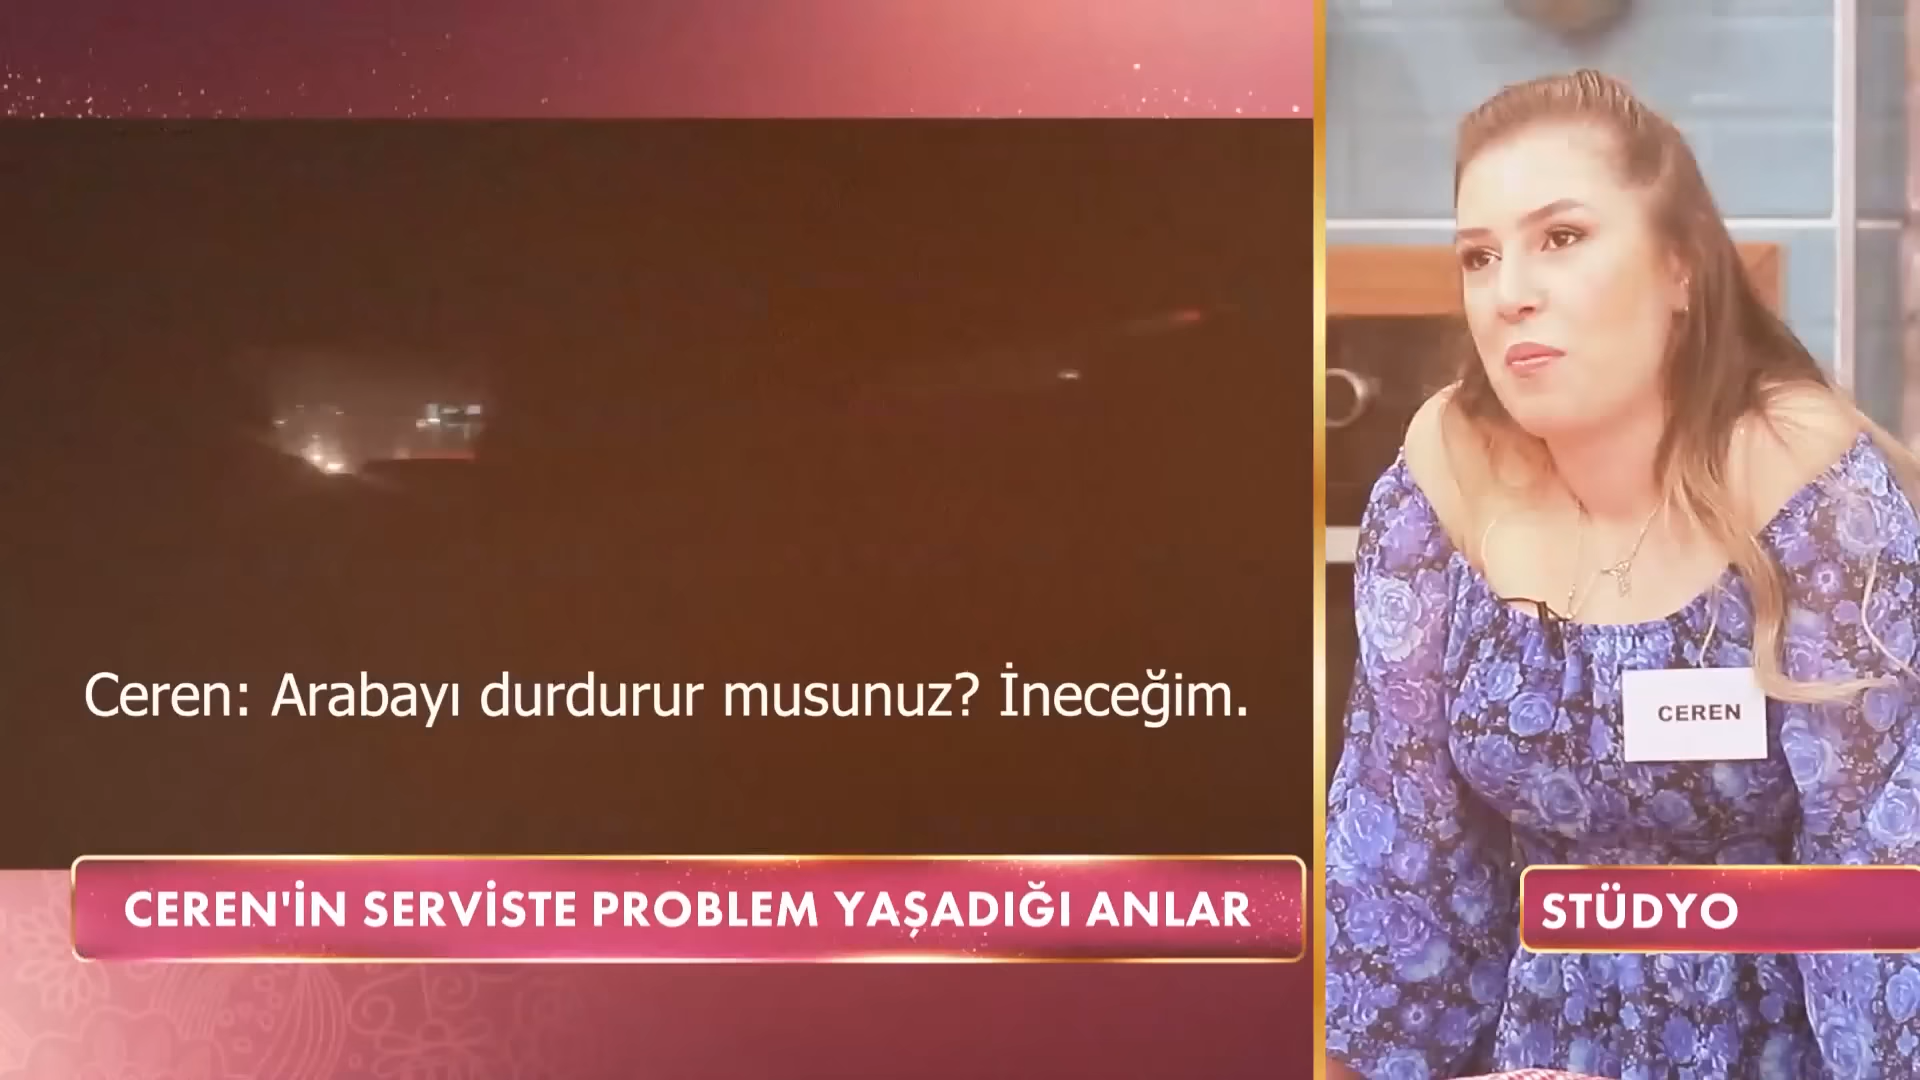 Ceren: Arabayı durdurur musunuz? İneceğim.
CEREN
CEREN'İN SERVİSTE PROBLEM YAŞADIĞI ANLAR
STÜDYO